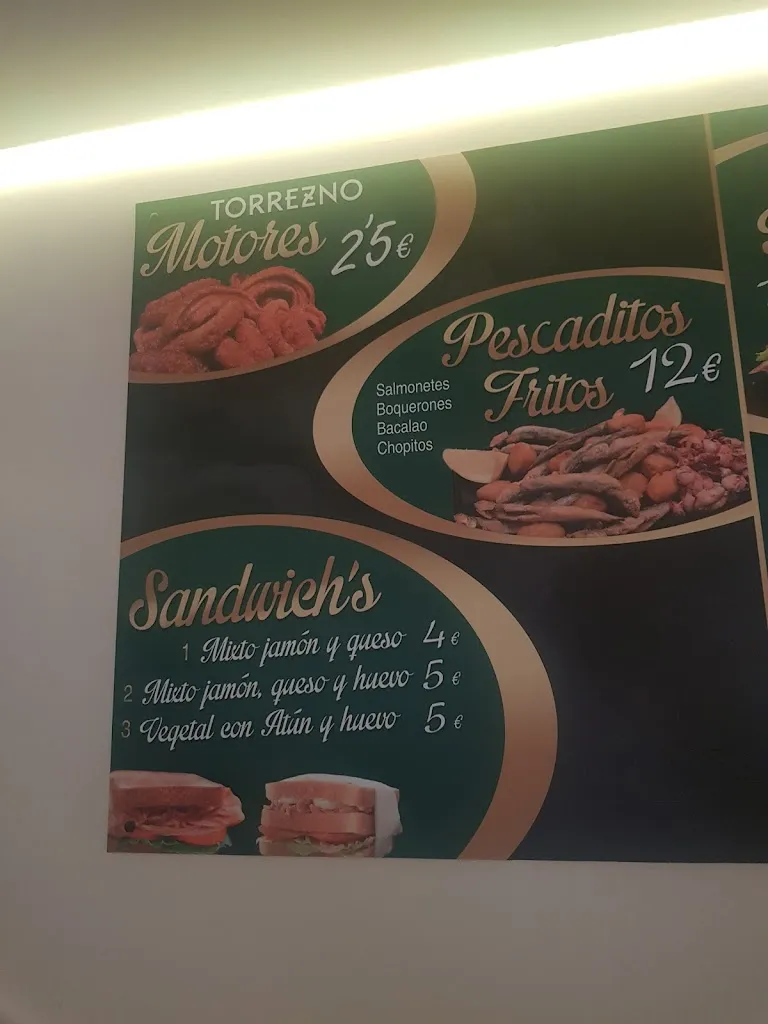 TORREZNO
Motores 2'5€
Pescaditos
Fritos 12€
Salmonetes
Boquerones
Bacalao
Chopitos
Sandwich's
1 Mixto jamón y queso 4€
2 Mixto jamón, queso y huevo 5€
3 Vegetal con Atún y huevo 5€